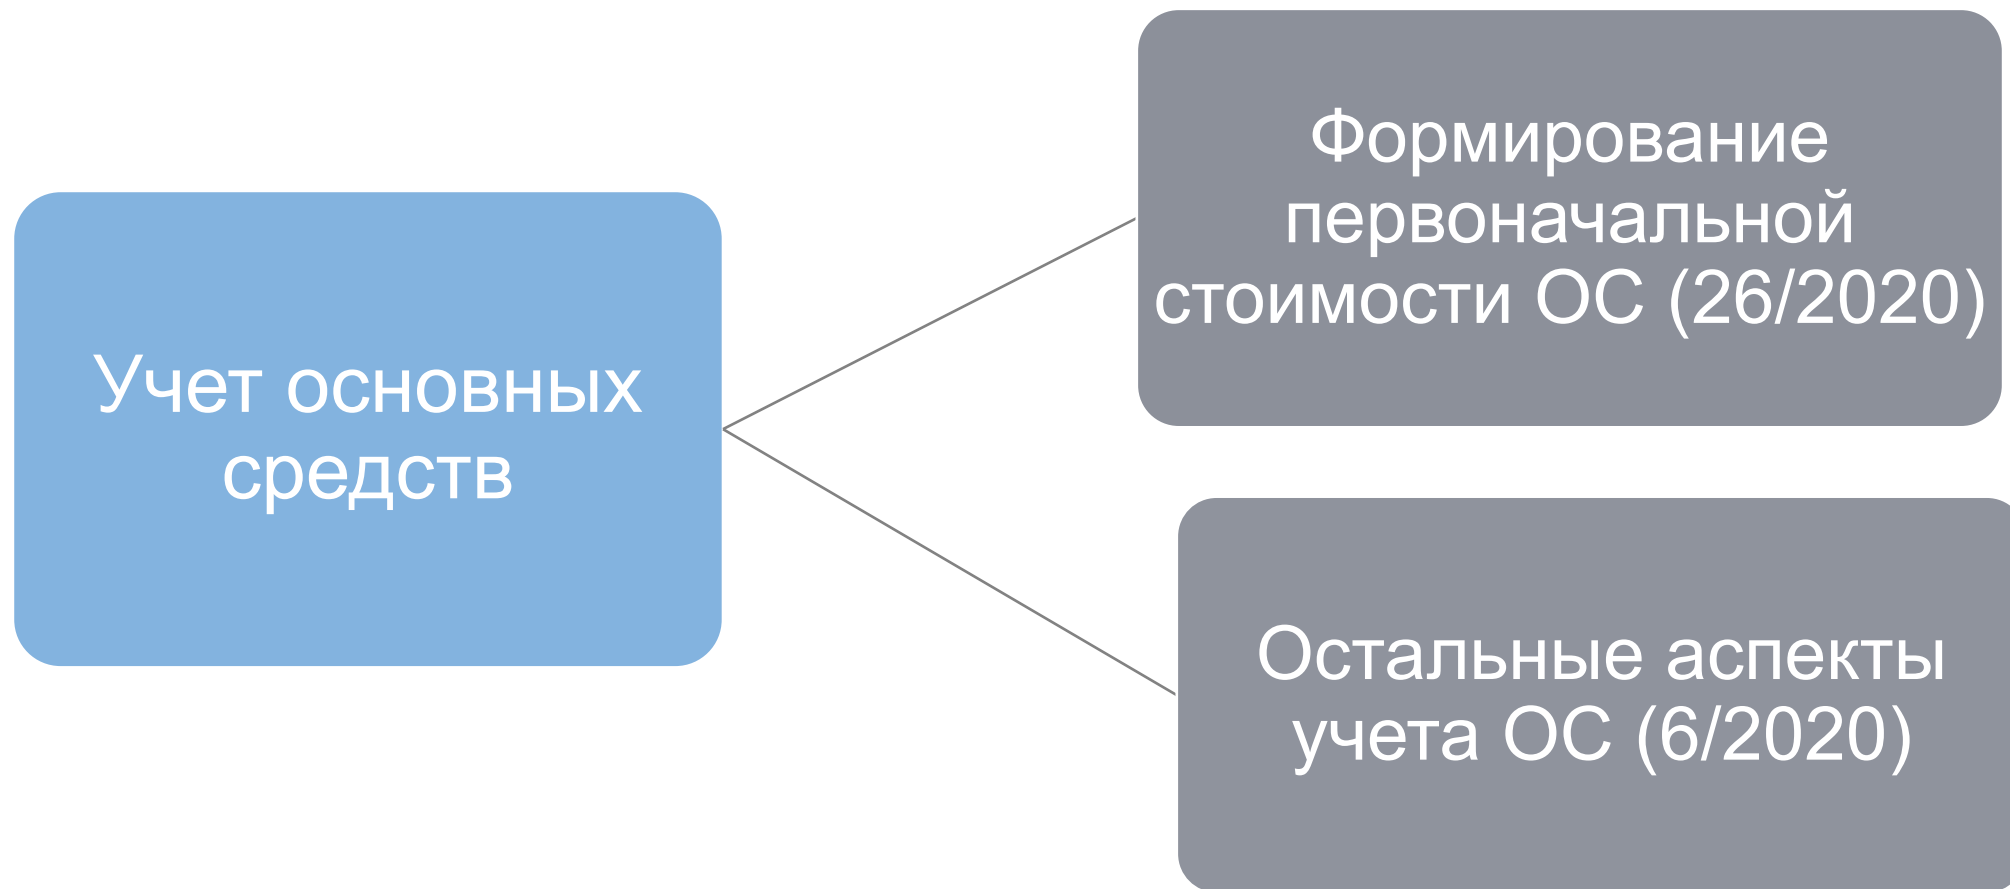 Учет основных
средств
Формирование
первоначальной
стоимости ОС (26/2020)
Остальные аспекты
учета ОС (6/2020)